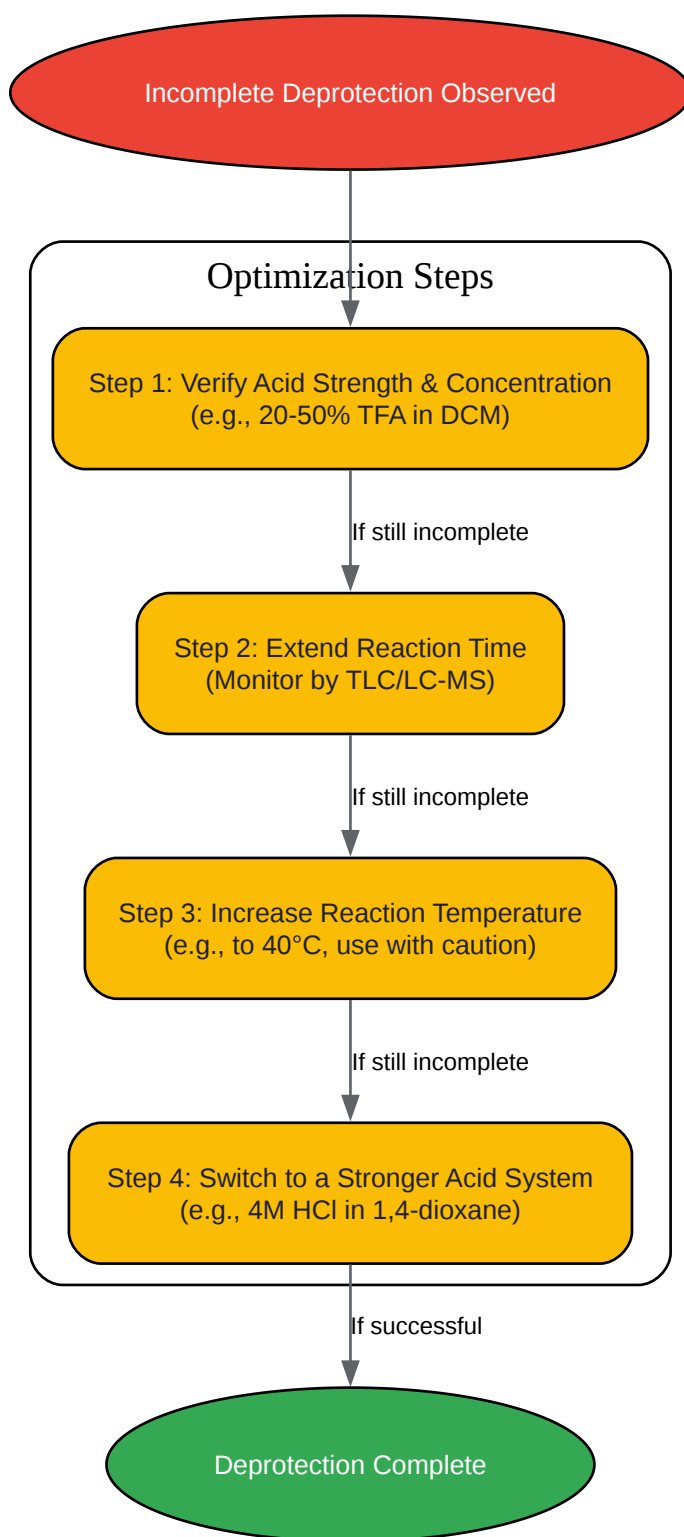 Incomplete Deprotection Observed
Optimization Steps
Step 1: Verify Acid Strength & Concentration
(e.g., 20-50% TFA in DCM)
If still incomplete
Step 2: Extend Reaction Time
(Monitor by TLC/LC-MS)
If still incomplete
Step 3: Increase Reaction Temperature
(e.g., to 40°C, use with caution)
If still incomplete
Step 4: Switch to a Stronger Acid System
(e.g., 4M HCl in 1,4-dioxane)
If successful
Deprotection Complete